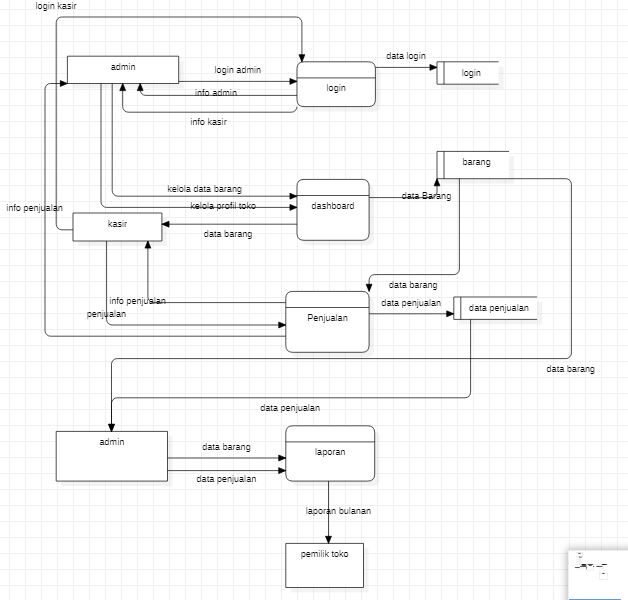 login kasir
data login
admin
login admin
login
info admin
login
info kasir
barang
kelola data barang
data Barang
info penjualan
kelola profil toko
dashboard
kasir
data barang
data barang
info penjualan
data penjualan
data penjualan
penjualan
Penjualan
data barang
data penjualan
admin
data barang
laporan
data penjualan
laporan bulanan
pemilik toko